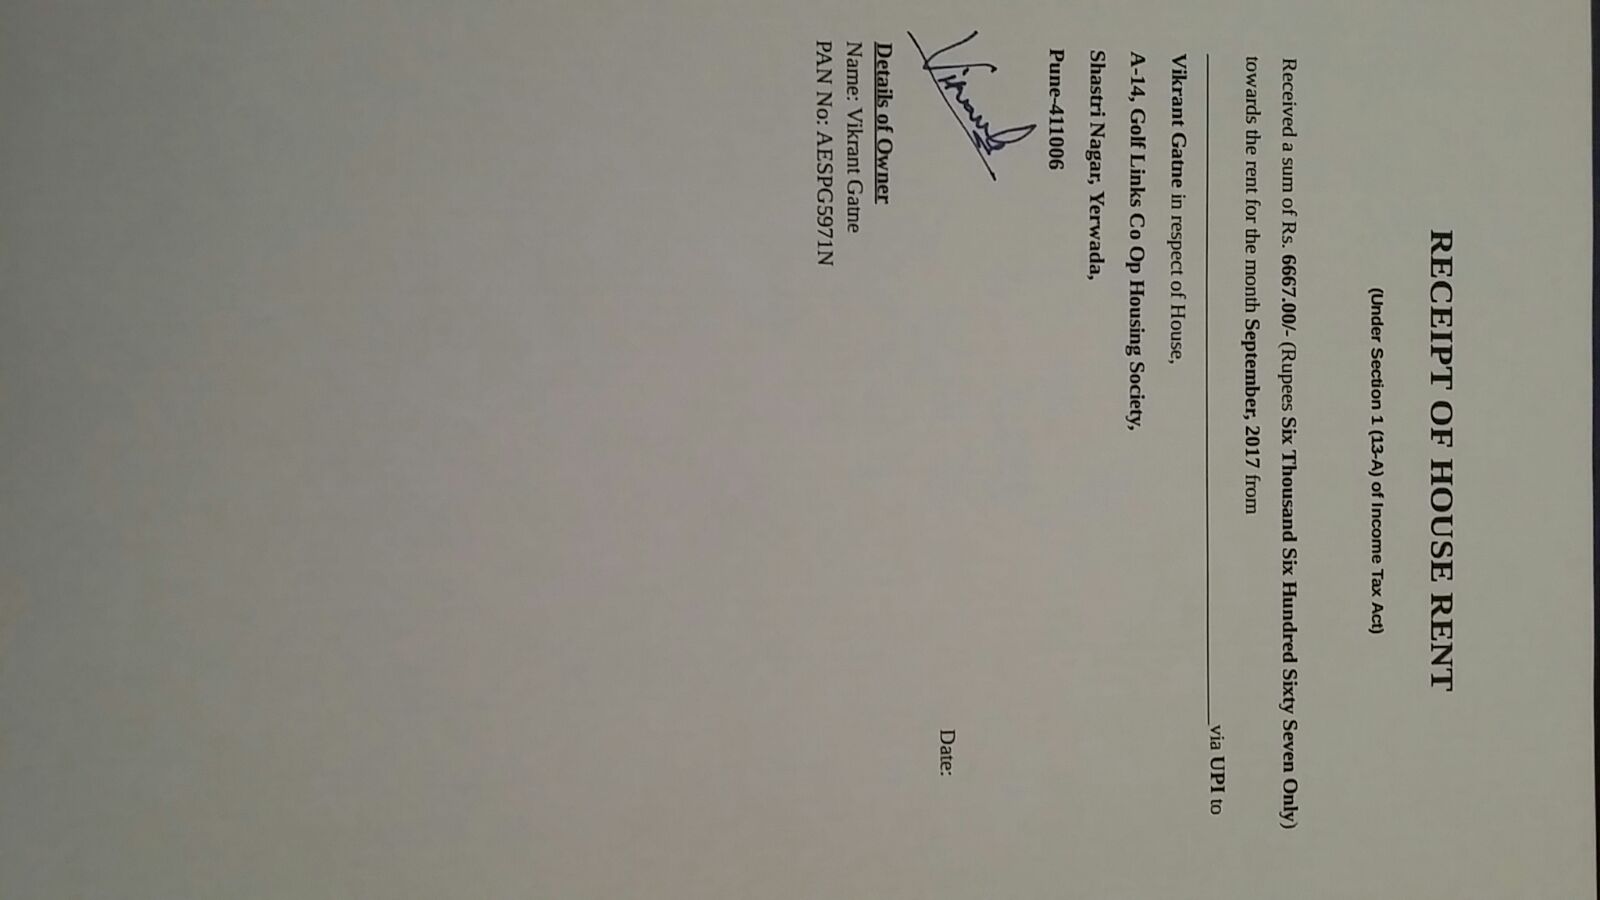 RECEIPT OF HOUSE RENT
(Under Section 1 (13-A) of Income Tax Act)
Received a sum of Rs. 6667.00/- (Rupees Six Thousand Six Hundred Sixty Seven Only)
towards the rent for the month September, 2017 from
via UPI to
Vikrant Gatne in respect of House,
A-14, Golf Links Co Op Housing Society,
Shastri Nagar, Yerwada,
Pune-411006
Date:
Details of Owner
Name: Vikrant Gatne
PAN No: AESPG5971N